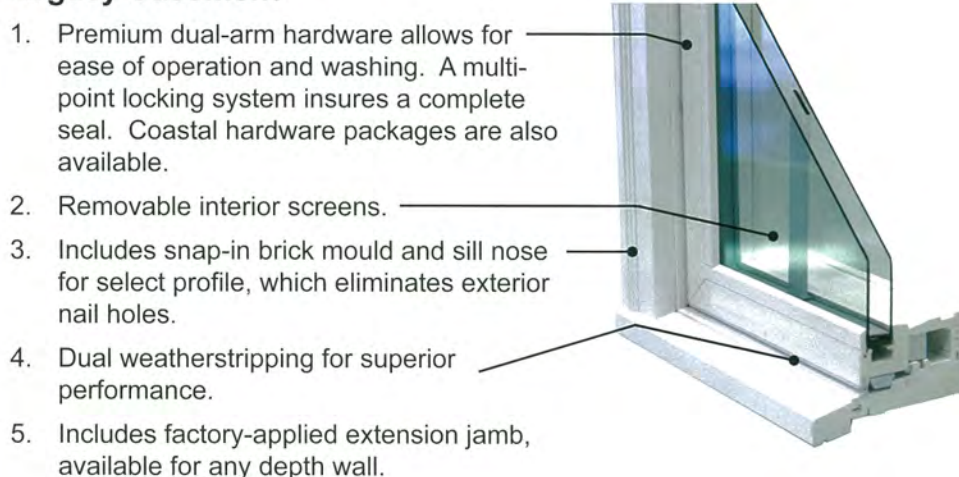 1. Premium dual-arm hardware allows for
ease of operation and washing. A multi-
point locking system insures a complete
seal. Coastal hardware packages are also
available.
2. Removable interior screens.
3. Includes snap-in brick mould and sill nose
for select profile, which eliminates exterior
nail holes.
4. Dual weatherstripping for superior
performance.
5. Includes factory-applied extension jamb,
available for any depth wall.